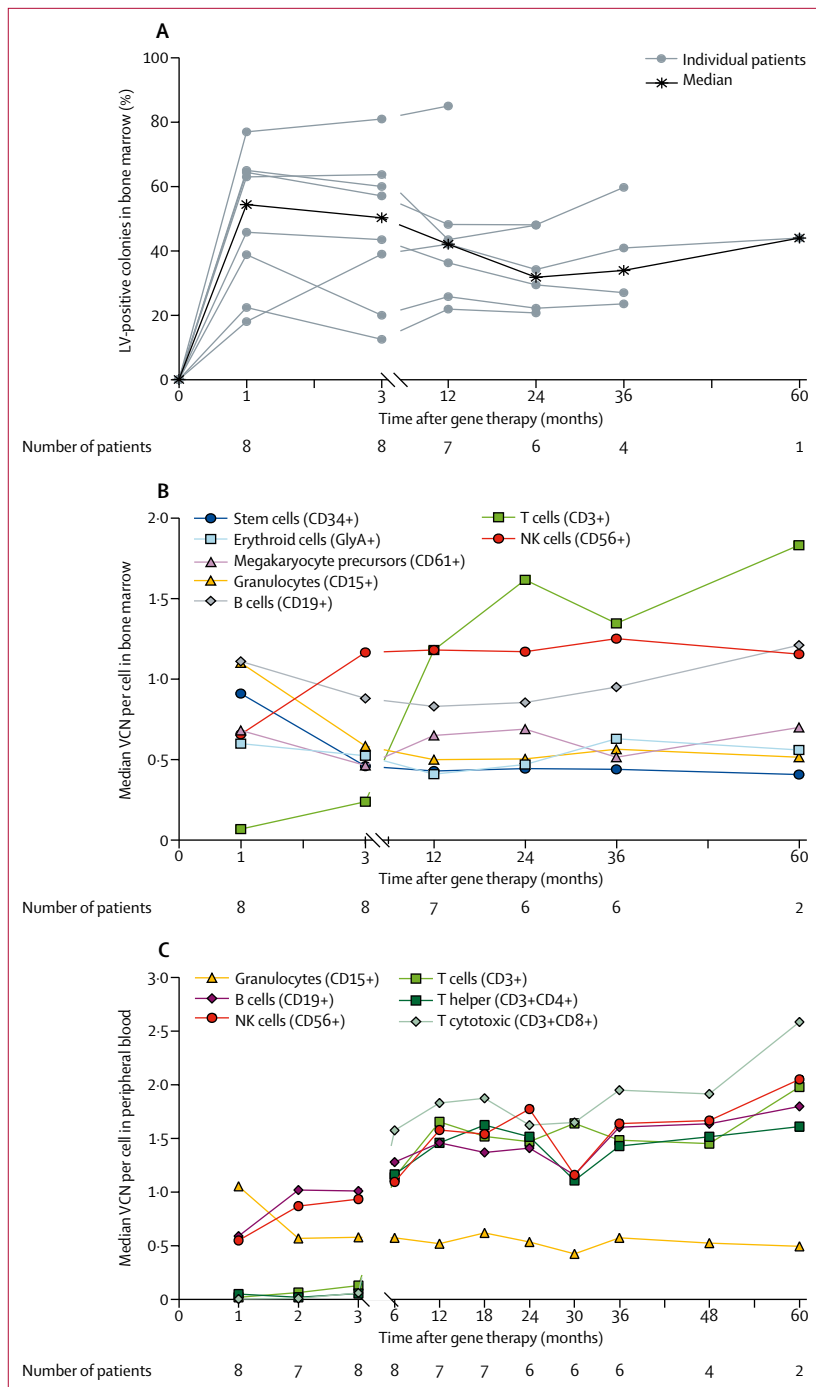 A
100
80
60
40
20
0
LV-positive colonies in bone marrow (%)
Individual patients
Median
0 1 3 12 24 36 60
Time after gene therapy (months)
Number of patients 8 8 7 6 4 1
B
2·0
1·5
1·0
0·5
0
Median VCN per cell in bone marrow
Stem cells (CD34+)
Erythroid cells (GlyA+)
Megakaryocyte precursors (CD61+)
Granulocytes (CD15+)
B cells (CD19+)
T cells (CD3+)
NK cells (CD56+)
0 1 3 12 24 36 60
Time after gene therapy (months)
Number of patients 8 8 7 6 6 2
C
3·0
2·5
2·0
1·5
1·0
0·5
0
Median VCN per cell in peripheral blood
Granulocytes (CD15+)
B cells (CD19+)
NK cells (CD56+)
T cells (CD3+)
T helper (CD3+CD4+)
T cytotoxic (CD3+CD8+)
0 1 2 3 6 12 18 24 30 36 48 60
Time after gene therapy (months)
Number of patients 8 7 8 8 7 7 6 6 6 4 2